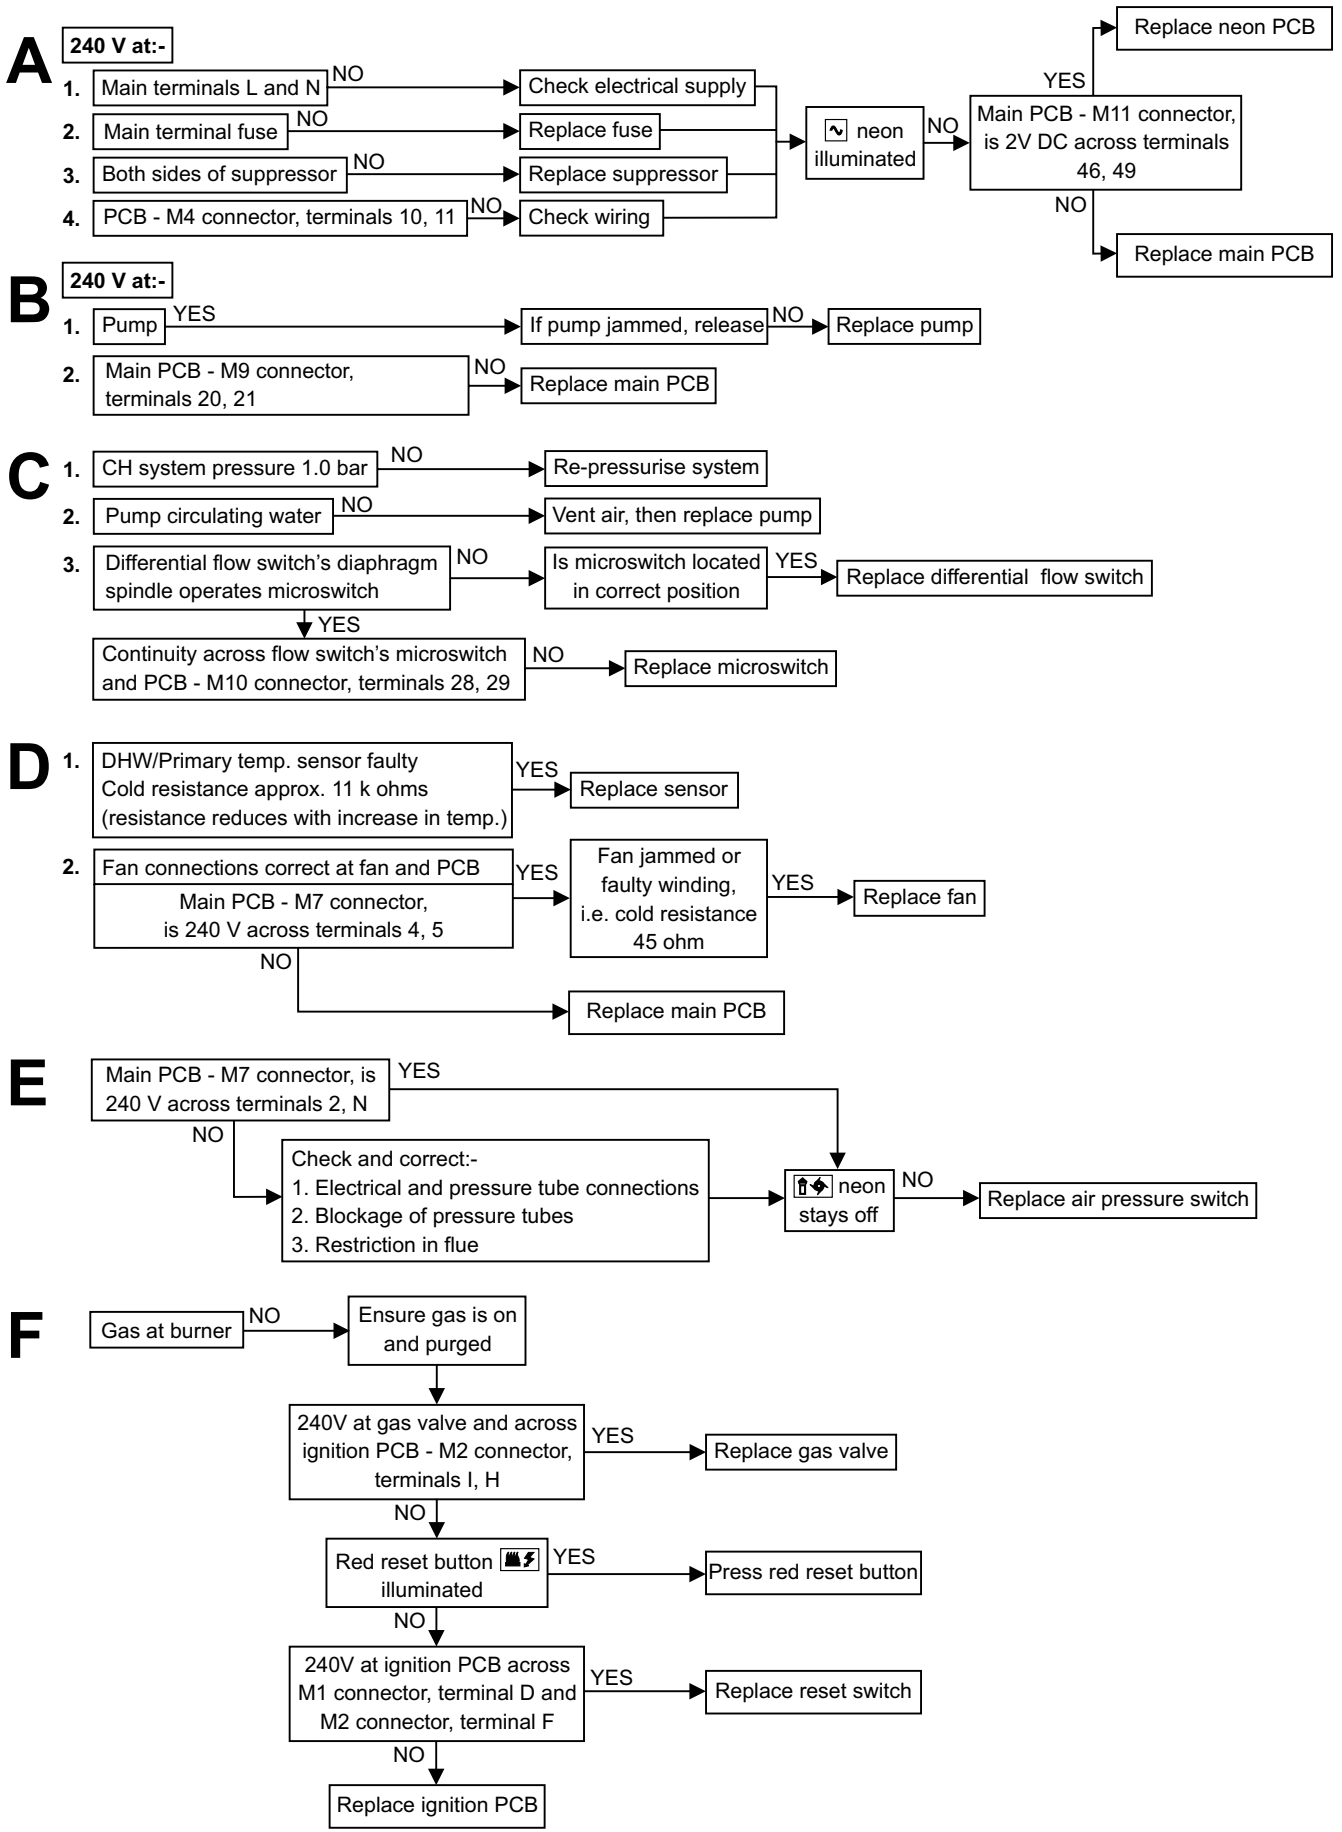 A
240 V at:-
1. Main terminals L and N
NO
Check electrical supply
2. Main terminal fuse
NO
Replace fuse
3. Both sides of suppressor
NO
Replace suppressor
4. PCB - M4 connector, terminals 10, 11
NO
Check wiring
neon
illuminated
NO
Main PCB - M11 connector,
is 2V DC across terminals
46, 49
YES
Replace neon PCB
NO
Replace main PCB
B
240 V at:-
1. Pump
YES
If pump jammed, release
NO
Replace pump
2. Main PCB - M9 connector,
terminals 20, 21
NO
Replace main PCB
C
1. CH system pressure 1.0 bar
NO
Re-pressurise system
2. Pump circulating water
NO
Vent air, then replace pump
3. Differential flow switch's diaphragm
spindle operates microswitch
NO
Is microswitch located
in correct position
YES
Replace differential flow switch
YES
Continuity across flow switch's microswitch
and PCB - M10 connector, terminals 28, 29
NO
Replace microswitch
D
1. DHW/Primary temp. sensor faulty
Cold resistance approx. 11 k ohms
(resistance reduces with increase in temp.)
YES
Replace sensor
2. Fan connections correct at fan and PCB
Main PCB - M7 connector,
is 240 V across terminals 4, 5
YES
Fan jammed or
faulty winding,
i.e. cold resistance
45 ohm
YES
Replace fan
NO
Replace main PCB
E
Main PCB - M7 connector, is
240 V across terminals 2, N
YES
NO
Check and correct:-
1. Electrical and pressure tube connections
2. Blockage of pressure tubes
3. Restriction in flue
neon
stays off
NO
Replace air pressure switch
F
Gas at burner
NO
Ensure gas is on
and purged
240V at gas valve and across
ignition PCB - M2 connector,
terminals I, H
YES
Replace gas valve
NO
Red reset button
illuminated
YES
Press red reset button
NO
240V at ignition PCB across
M1 connector, terminal D and
M2 connector, terminal F
YES
Replace reset switch
NO
Replace ignition PCB